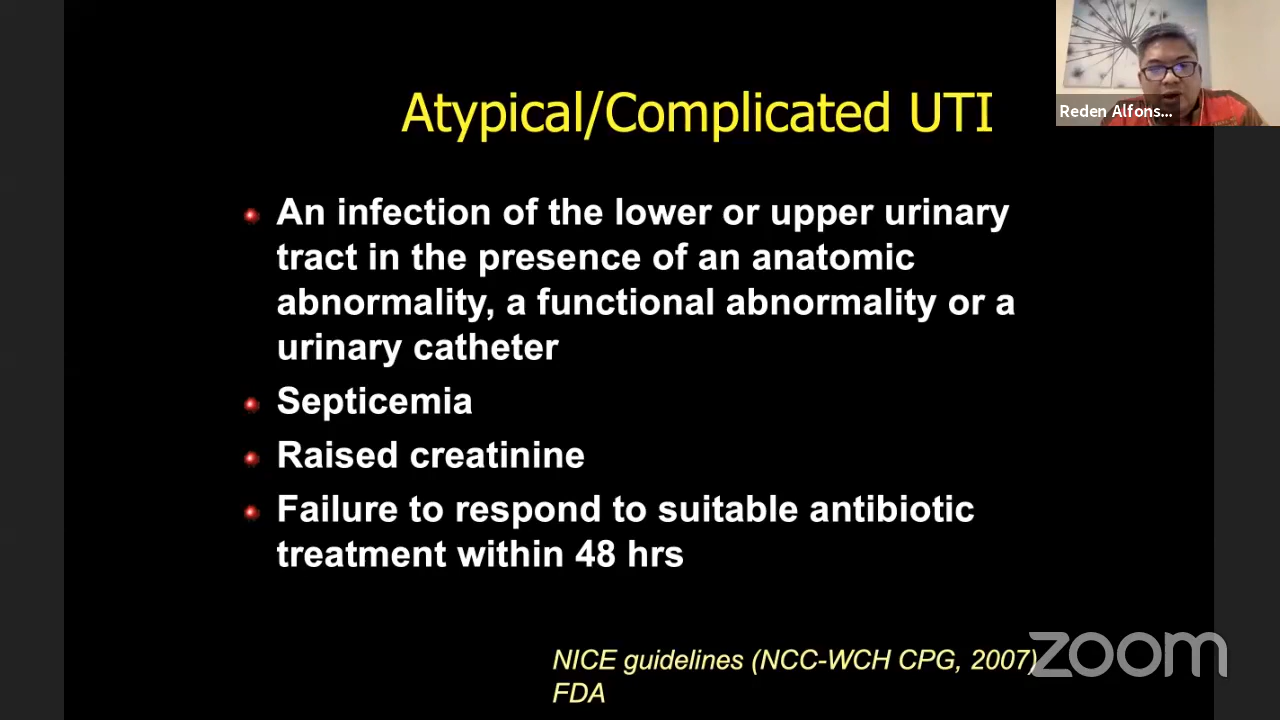 Atypical/Complicated UTI
Reden Alfons...
An infection of the lower or upper urinary
tract in the presence of an anatomic
abnormality, a functional abnormality or a
urinary catheter
Septicemia
Raised creatinine
Failure to respond to suitable antibiotic
treatment within 48 hrs
NICE guidelines (NCC-WCH CPG, 2007)
FDA
zoom